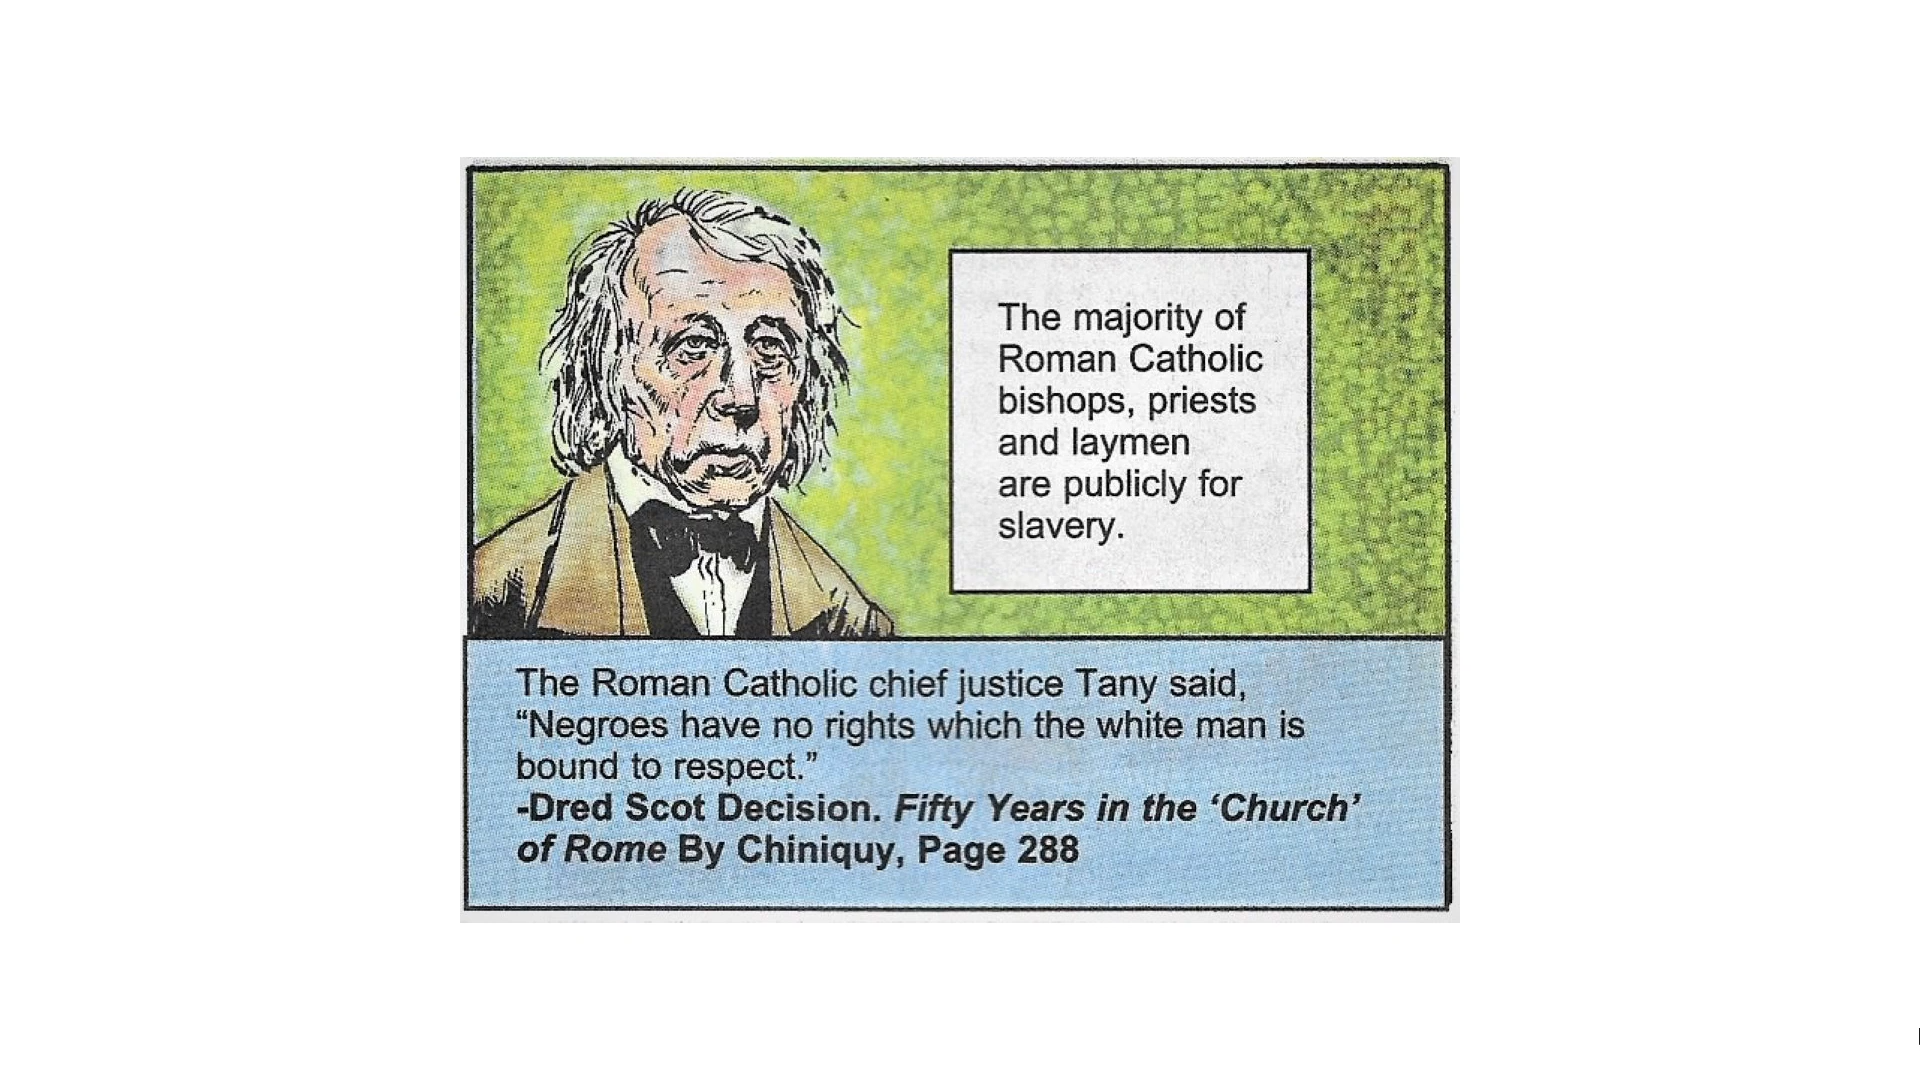 The majority of
Roman Catholic
bishops, priests
and laymen
are publicly for
slavery.
The Roman Catholic chief justice Tany said,
“Negroes have no rights which the white man is
bound to respect.”
-Dred Scot Decision. Fifty Years in the ‘Church’
of Rome By Chiniquy, Page 288